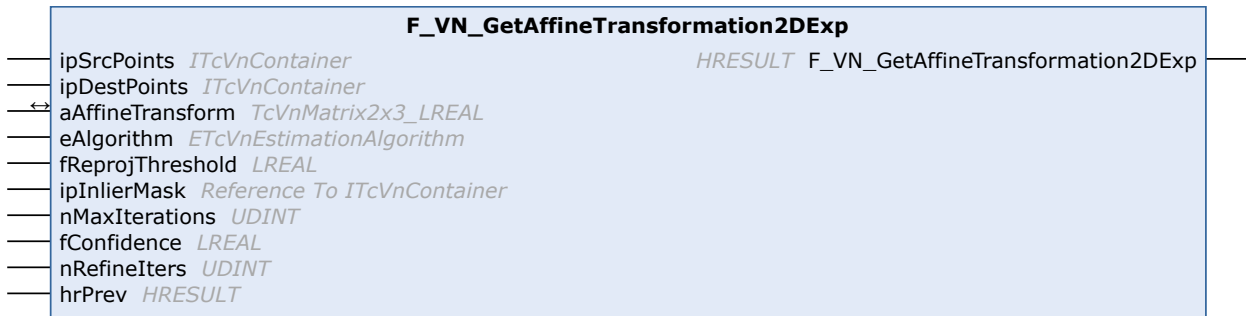 F_VN_GetAffineTransformation2DExp
ipSrcPoints ITcVnContainer HRESULT F_VN_GetAffineTransformation2DExp
ipDestPoints ITcVnContainer
↔ aAffineTransform TcVnMatrix2x3_LREAL
eAlgorithm ETcVnEstimationAlgorithm
fReprojThreshold LREAL
ipInlierMask Reference To ITcVnContainer
nMaxIterations UDINT
fConfidence LREAL
nRefineIters UDINT
hrPrev HRESULT